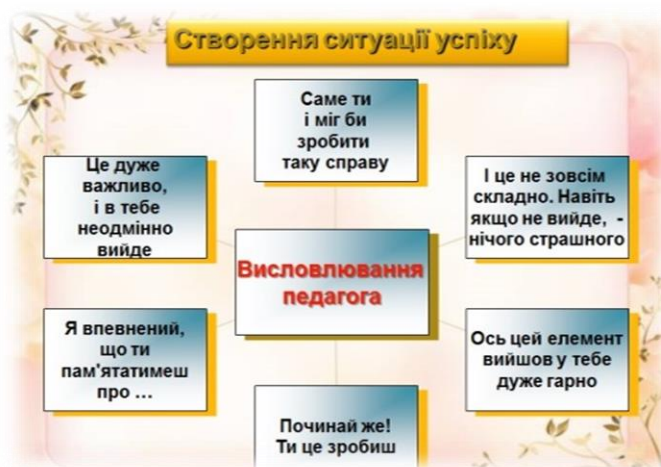 Створення ситуації успіху
Саме ти
і міг би
зробити
таку справу
Це дуже
важливо,
і в тебе
неодмінно
вийде
І це не зовсім
складно. Навіть
якщо не вийде, -
нічого страшного
Висловлювання
педагога
Я впевнений,
що ти
пам'ятатимеш
про ...
Ось цей елемент
вийшов у тебе
дуже гарно
Починай же!
Ти це зробиш